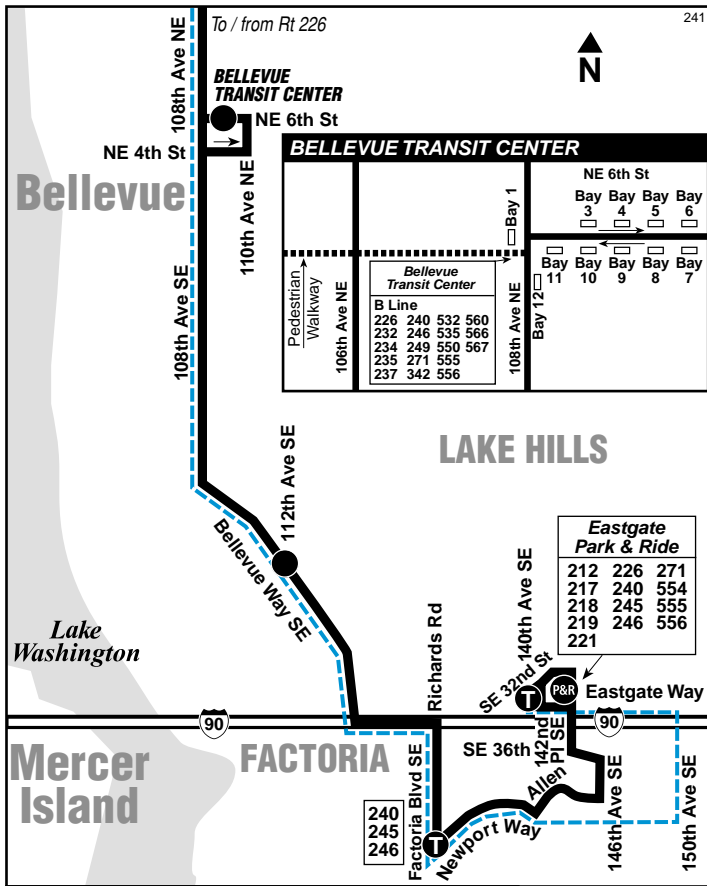 241
To / from Rt 226
N
108th Ave NE
BELLEVUE
TRANSIT CENTER
NE 6th St
NE 4th St
110th Ave NE
Bellevue
108th Ave SE
BELLEVUE TRANSIT CENTER
NE 6th St
Bay 1
Bay
3
Bay
4
Bay
5
Bay
6
Bay
11
Bay
10
Bay
9
Bay
8
Bay
7
Bay 12
Pedestrian
Walkway
106th Ave NE
Bellevue
Transit Center
B Line
226 240 532 560
232 246 535 566
234 249 550 567
235 271 555
237 342 556
108th Ave NE
LAKE HILLS
112th Ave SE
Bellevue Way SE
Eastgate
Park & Ride
212 226 271
217 240 554
218 245 555
219 246 556
221
140th Ave SE
Richards Rd
Lake
Washington
SE 32nd St
T
P&R
Eastgate Way
90
90
Mercer
Island
FACTORIA
SE 36th
142nd
Pl SE
Allen
Factoria Blvd SE
240
245
246
T
Newport Way
146th Ave SE
150th Ave SE